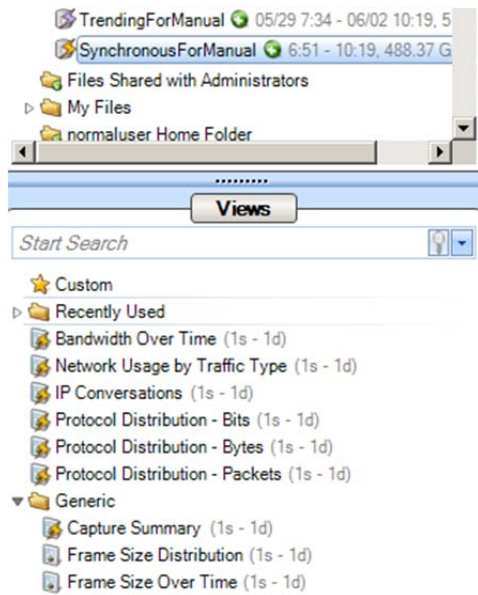 TrendingForManual 05/29 7:34 - 06/02 10:19, 5
SynchronousForManual 6:51 - 10:19, 488.37 G
Files Shared with Administrators
My Files
normaluser Home Folder
Views
Start Search
Custom
Recently Used
Bandwidth Over Time (1s - 1d)
Network Usage by Traffic Type (1s - 1d)
IP Conversations (1s - 1d)
Protocol Distribution - Bits (1s - 1d)
Protocol Distribution - Bytes (1s - 1d)
Protocol Distribution - Packets (1s - 1d)
Generic
Capture Summary (1s - 1d)
Frame Size Distribution (1s - 1d)
Frame Size Over Time (1s - 1d)